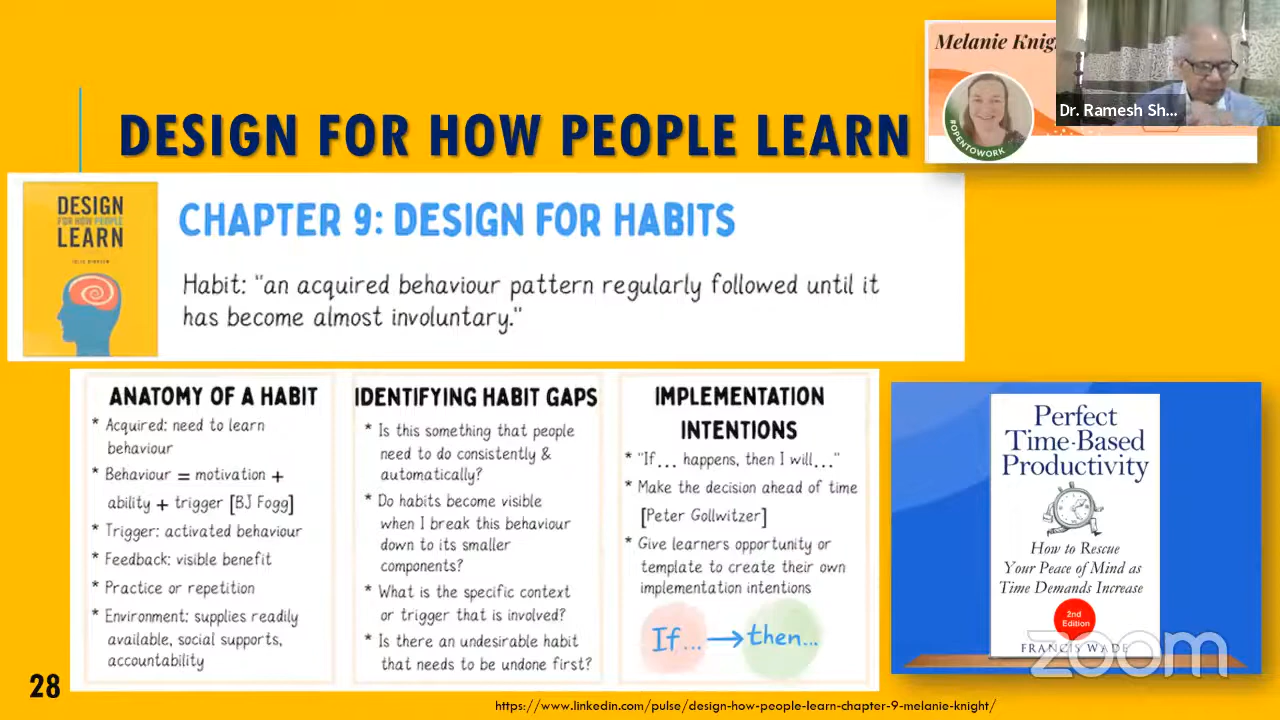 Melanie Knig
Dr. Ramesh Sh...
#OPENTOWORK
DESIGN FOR HOW PEOPLE LEARN
DESIGN
FOR HOW PEOPLE
LEARN
CHAPTER 9: DESIGN FOR HABITS
Habit: "an acquired behaviour pattern regularly followed until it
has become almost involuntary."
ANATOMY OF A HABIT
* Acquired: need to learn
behaviour
* Behaviour = motivation +
ability + trigger [BJ Fogg]
* Trigger: activated behaviour
* Feedback: visible benefit
* Practice or repetition
* Environment: supplies readily
available, social supports,
accountability
IDENTIFYING HABIT GAPS
* Is this something that people
need to do consistently &
automatically?
* Do habits become visible
when I break this behaviour
down to its smaller
components?
* What is the specific context
or trigger that is involved?
* Is there an undesirable habit
that needs to be undone first?
IMPLEMENTATION
INTENTIONS
* "If... happens, then I will..."
* Make the decision ahead of time
[Peter Gollwitzer]
* Give learners opportunity or
template to create their own
implementation intentions
If... → then...
Perfect
Time-Based
Productivity
How to Rescue
Your Peace of Mind as
Time Demands Increase
2nd
Edition
FRANCIS WADE
zoom
28
https://www.linkedin.com/pulse/design-how-people-learn-chapter-9-melanie-knight/